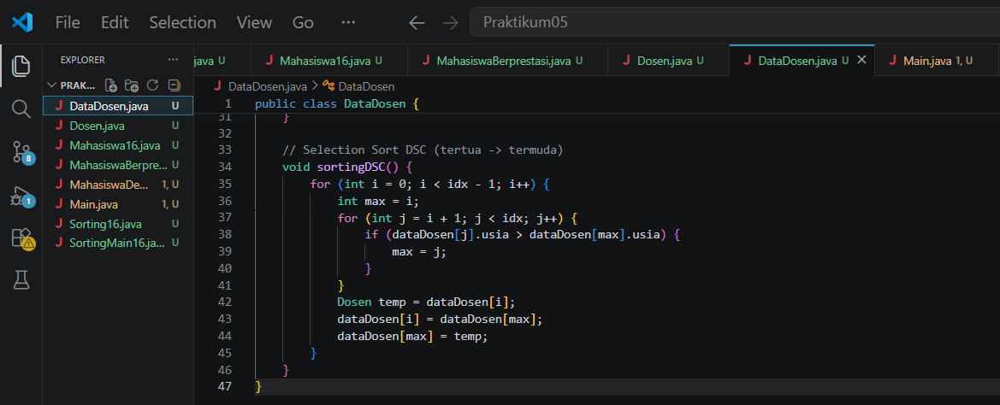 File Edit Selection View Go ··· ← → Praktikum05
EXPLORER ···
PRAK...
J DataDosen.java U
J Dosen.java U
J Mahasiswa16.java U
J MahasiswaBerpre... U
J MahasiswaDe... 1, U
J Main.java 1, U
J Sorting16.java U
J SortingMain16.ja... U
8
1
java U J Mahasiswa16.java U J MahasiswaBerprestasi.java U J Dosen.java U J DataDosen.java U × J Main.java 1, U
J DataDosen.java > DataDosen
1 public class DataDosen {
31 }
32
33 // Selection Sort DSC (tertua -> termuda)
34 void sortingDSC() {
35 for (int i = 0; i < idx - 1; i++) {
36 int max = i;
37 for (int j = i + 1; j < idx; j++) {
38 if (dataDosen[j].usia > dataDosen[max].usia) {
39 max = j;
40 }
41 }
42 Dosen temp = dataDosen[i];
43 dataDosen[i] = dataDosen[max];
44 dataDosen[max] = temp;
45 }
46 }
47 }